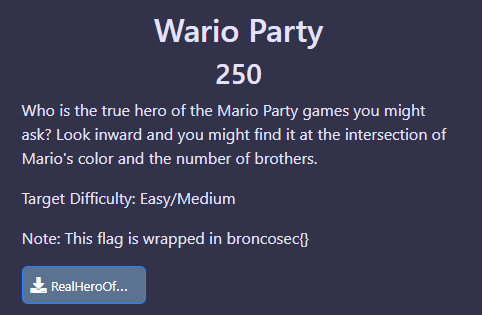 Wario Party
250
Who is the true hero of the Mario Party games you might
ask? Look inward and you might find it at the intersection of
Mario's color and the number of brothers.
Target Difficulty: Easy/Medium
Note: This flag is wrapped in broncosec{}
RealHeroOf...